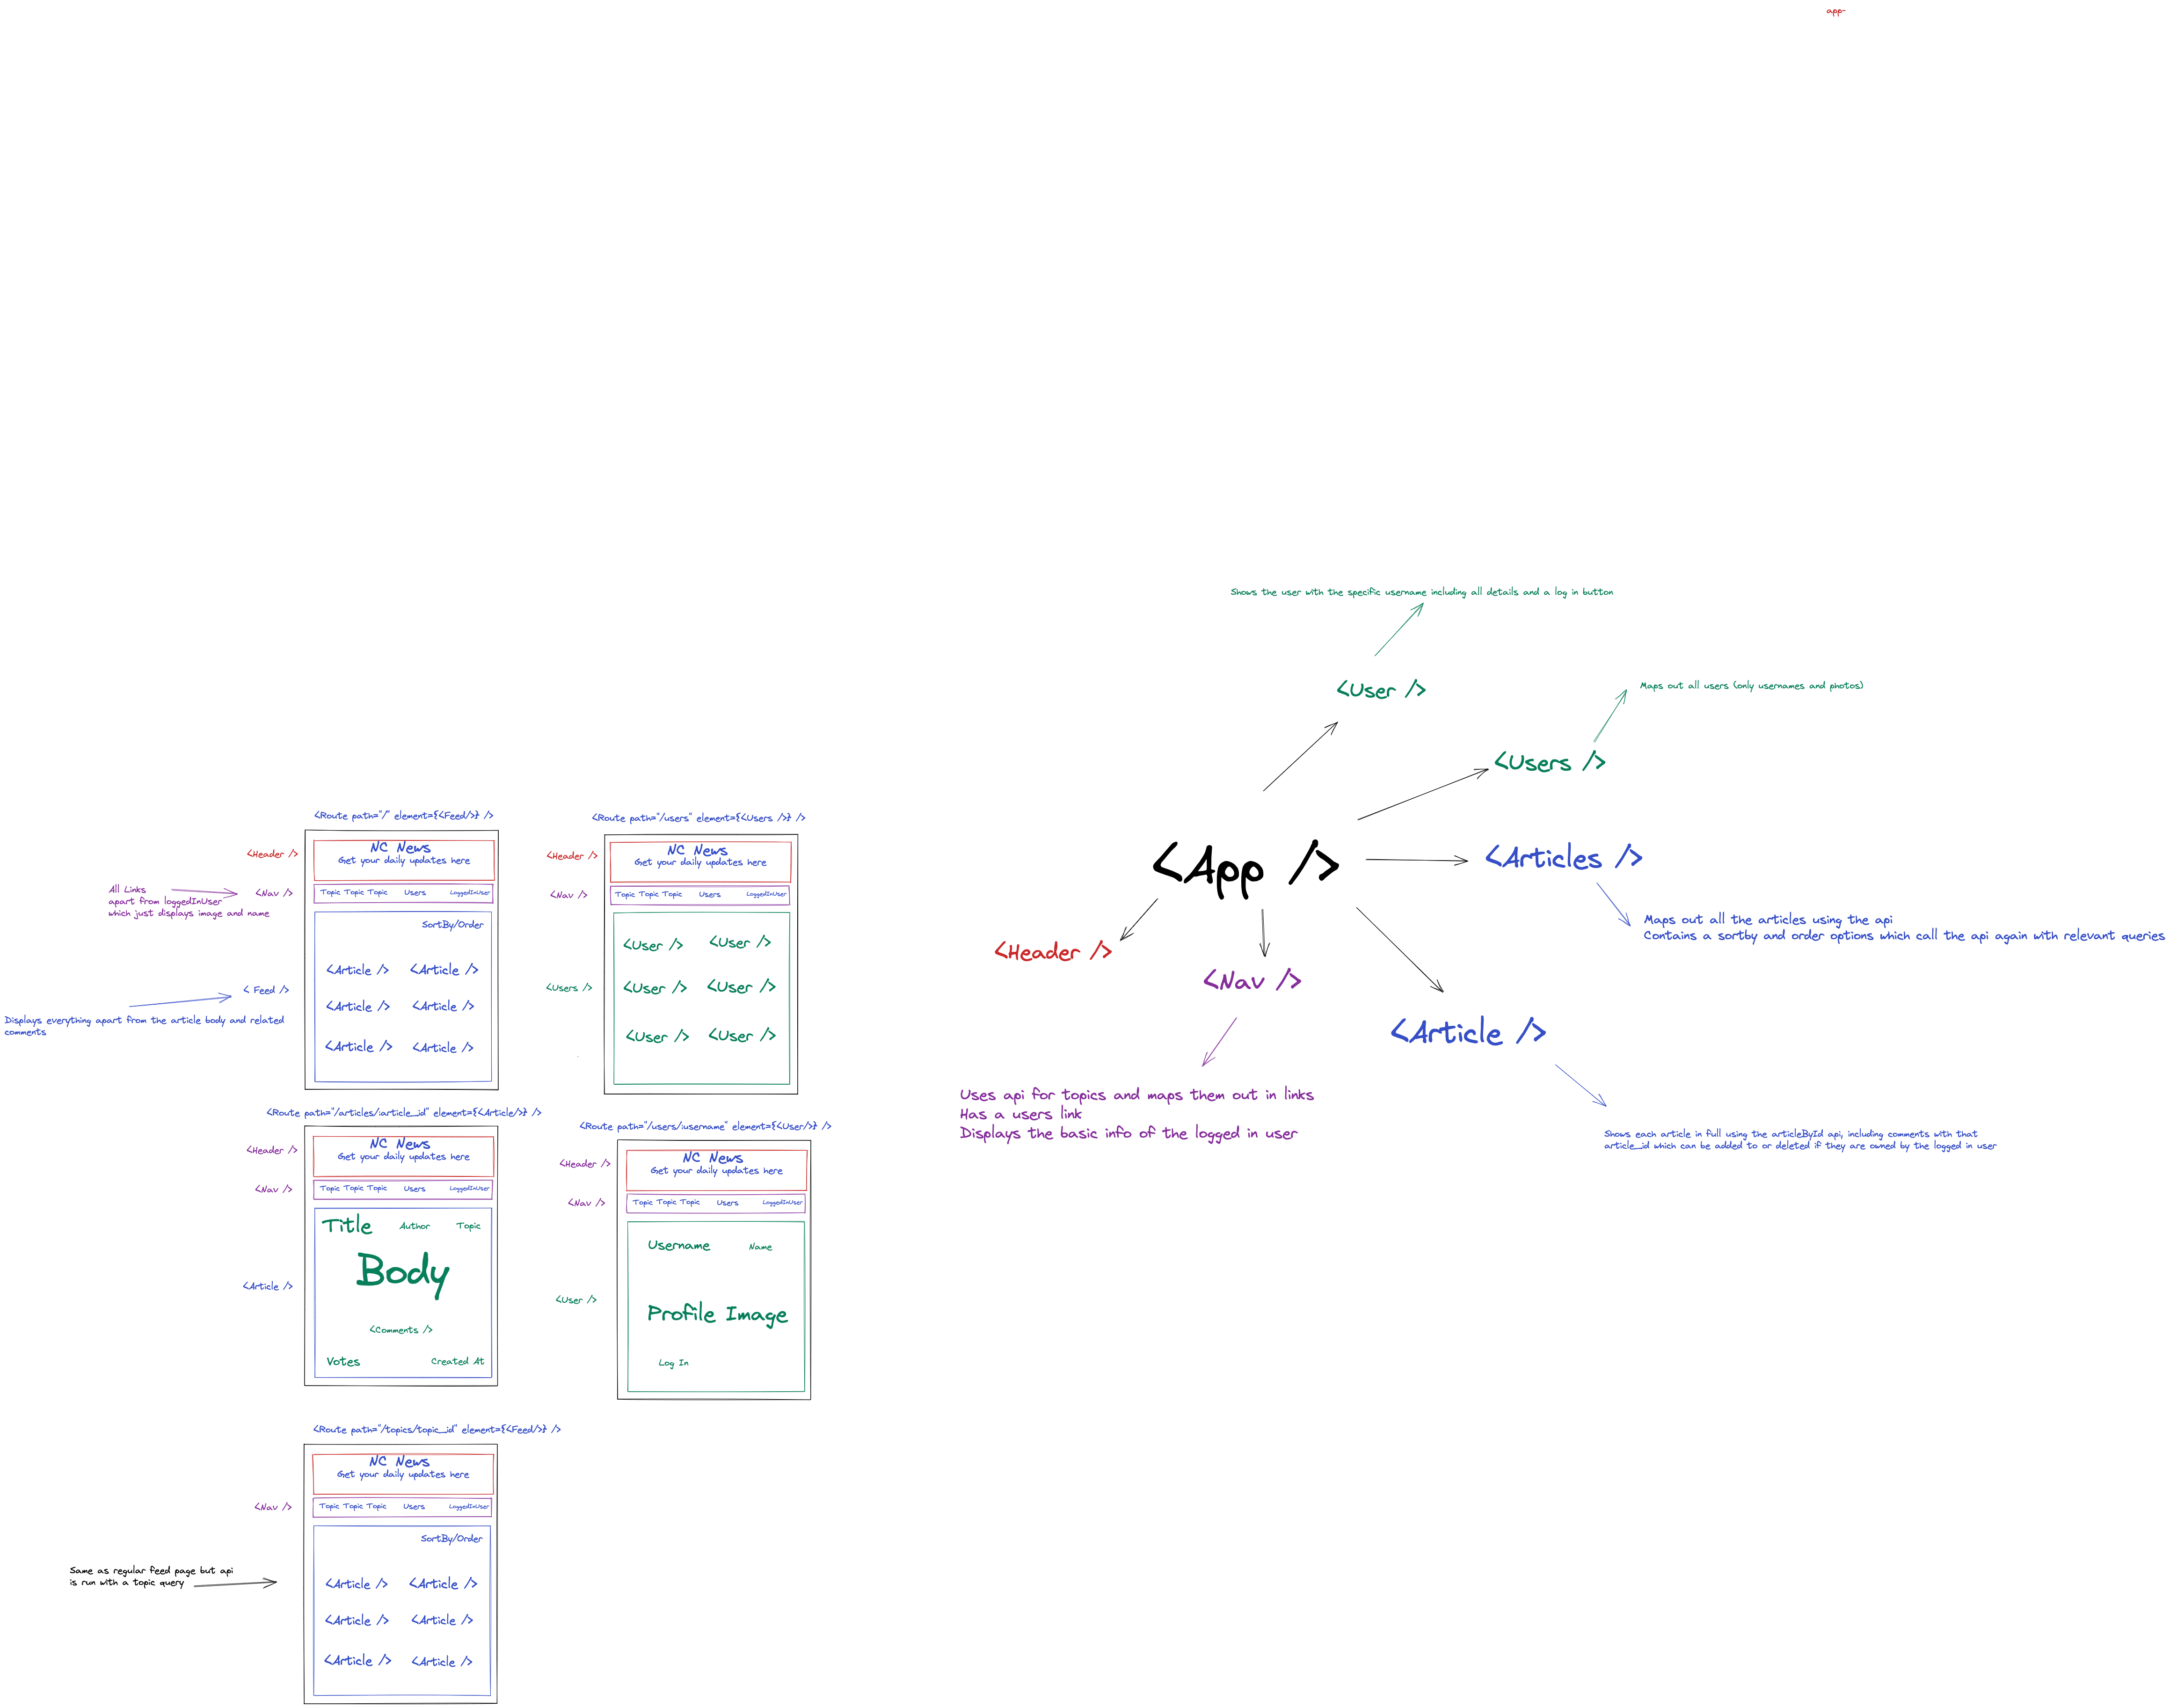 app-
<Route path="/" element={<Feed/>} />
<Header />
NC News
Get your daily updates here
All Links
apart from loggedInUser
which just displays image and name
<Nav />
Topic Topic Topic Users LoggedInUser
SortBy/Order
<Article /> <Article />
< Feed />
<Article /> <Article />
Displays everything apart from the article body and related
comments
<Article /> <Article />
<Route path="/users" element={<Users />} />
<Header />
NC News
Get your daily updates here
<Nav />
Topic Topic Topic Users LoggedInUser
<User /> <User />
<Users />
<User /> <User />
<User /> <User />
<Route path="/articles/:article_id" element={<Article/>} />
<Header />
NC News
Get your daily updates here
<Nav />
Topic Topic Topic Users LoggedInUser
Title Author Topic
Body
<Article />
<Comments />
Votes Created At
<Route path="/users/:username" element={<User/>} />
<Header />
NC News
Get your daily updates here
<Nav />
Topic Topic Topic Users LoggedInUser
Username Name
<User />
Profile Image
Log In
<Route path="/topics/topic_id" element={<Feed/>} />
NC News
Get your daily updates here
<Nav />
Topic Topic Topic Users LoggedInUser
SortBy/Order
Same as regular feed page but api
is run with a topic query
<Article /> <Article />
<Article /> <Article />
<Article /> <Article />
Shows the user with the specific username including all details and a log in button
<User />
Maps out all users (only usernames and photos)
<Users />
<App />
<Articles />
Maps out all the articles using the api
Contains a sortby and order options which call the api again with relevant queries
<Header />
<Nav />
<Article />
Uses api for topics and maps them out in links
Has a users link
Displays the basic info of the logged in user
Shows each article in full using the articleById api, including comments with that
article_id which can be added to or deleted if they are owned by the logged in user